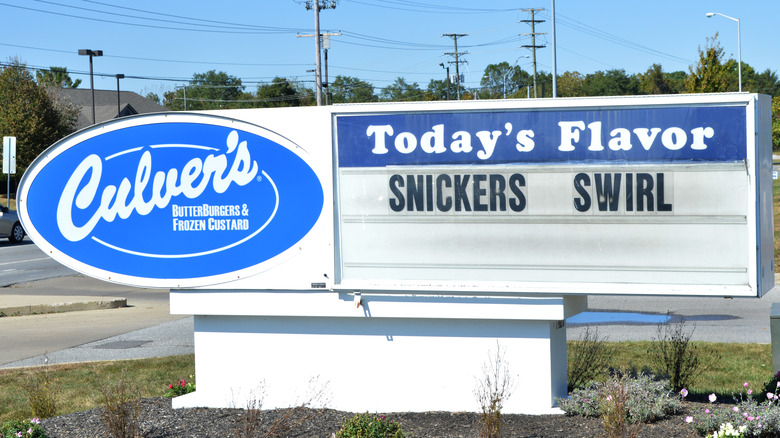 Culver's®
ButterBurgers &
Frozen Custard
Today's Flavor
SNICKERS SWIRL